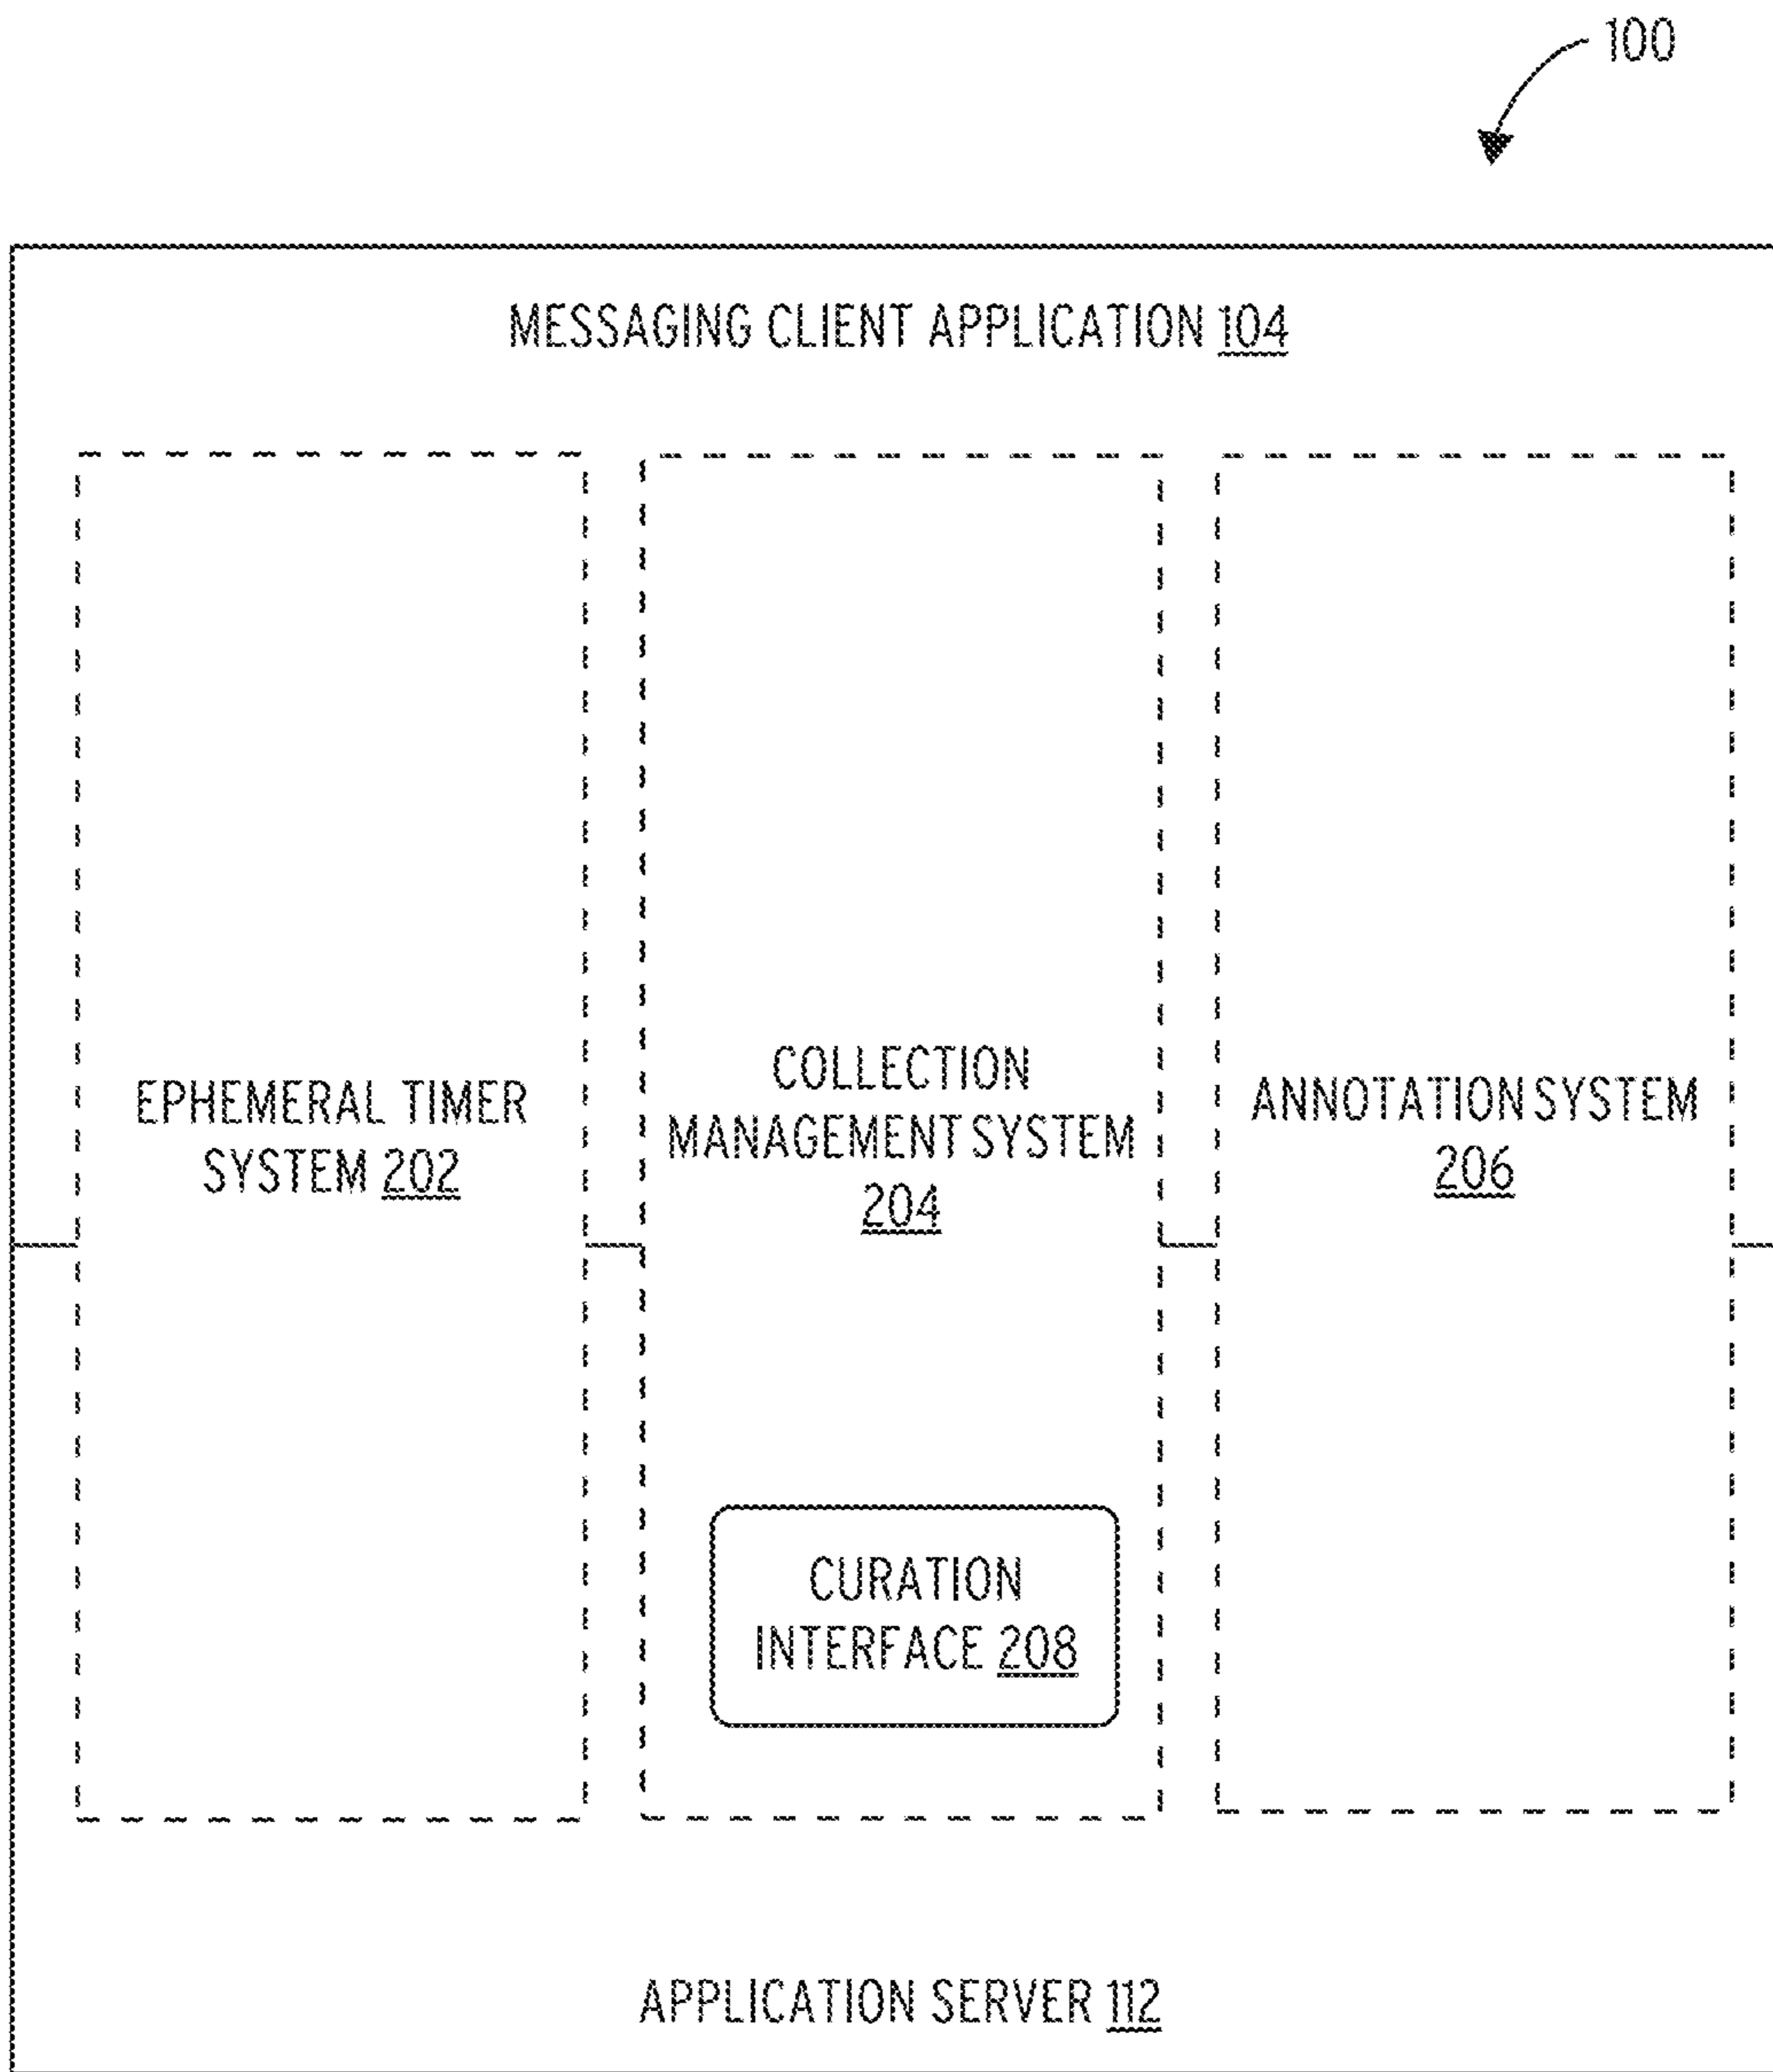 100
MESSAGING CLIENT APPLICATION 104
EPHEMERAL TIMER
SYSTEM 202
COLLECTION
MANAGEMENT SYSTEM
204
ANNOTATION SYSTEM
206
CURATION
INTERFACE 208
APPLICATION SERVER 112